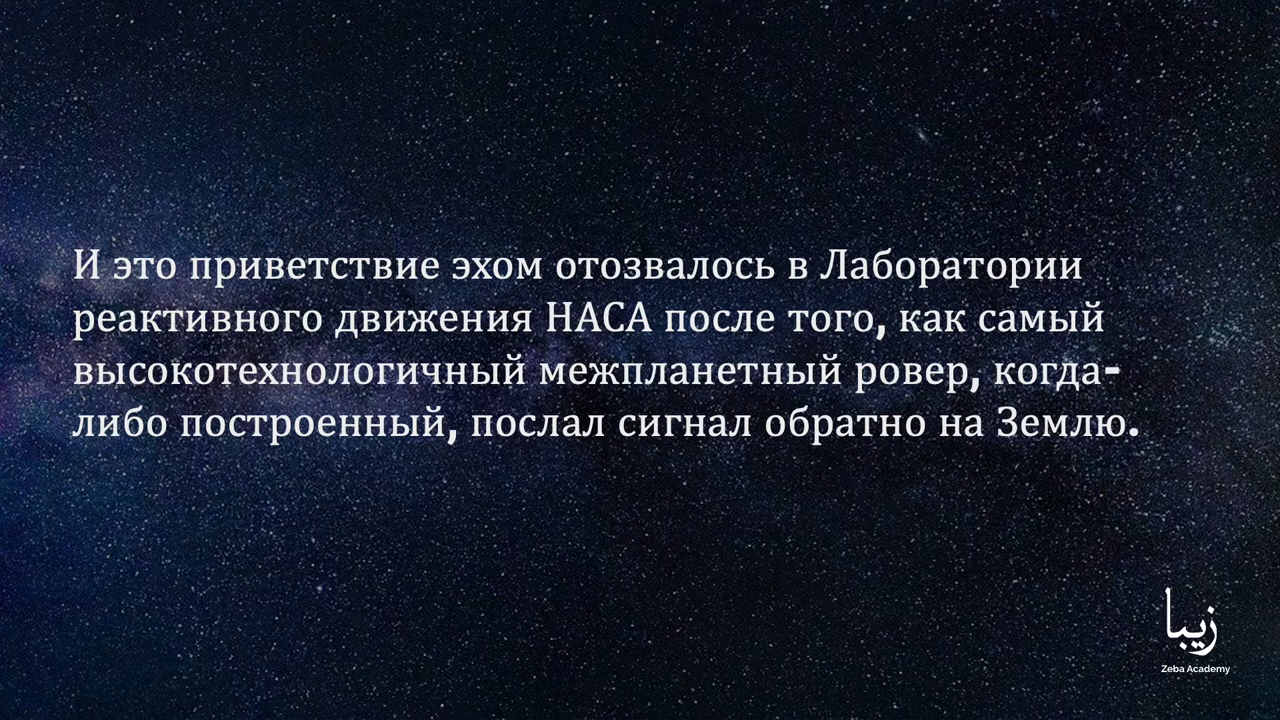 И это приветствие эхом отозвалось в Лаборатории
реактивного движения НАСА после того, как самый
высокотехнологичный межпланетный ровер, когда-
либо построенный, послал сигнал обратно на Землю.
زيبا
Zeba Academy